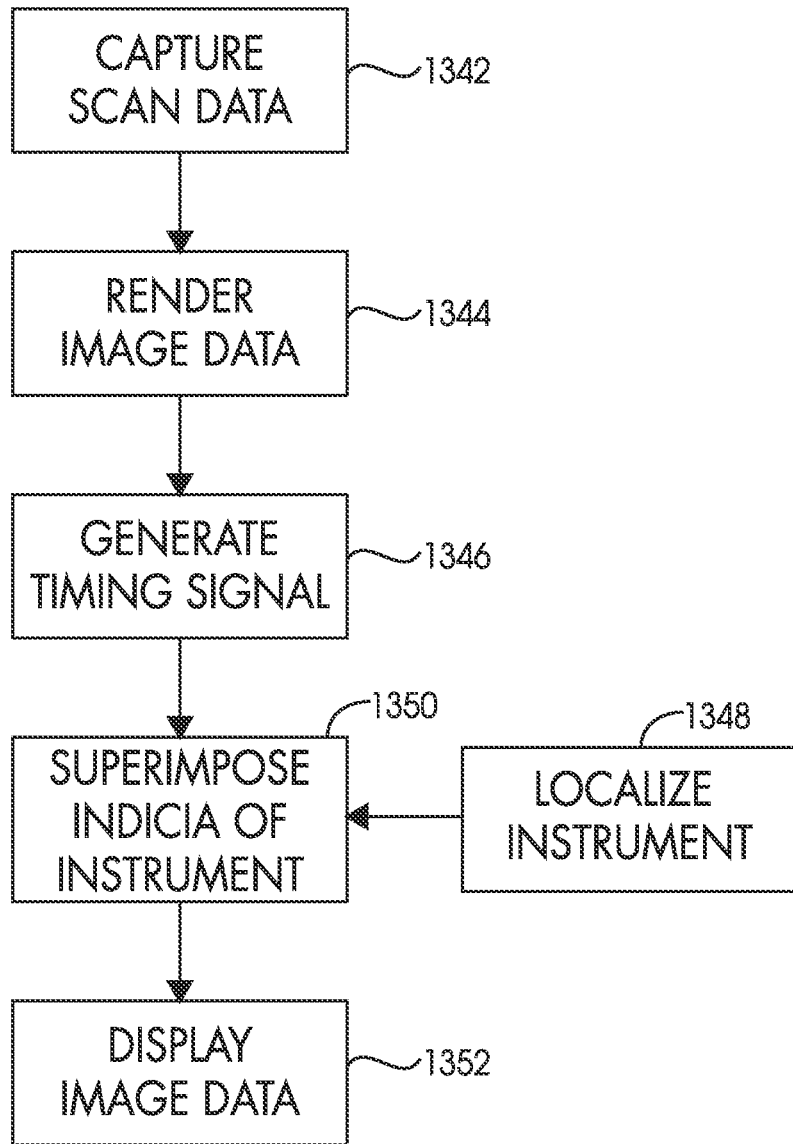 CAPTURE
SCAN DATA
1342
RENDER
IMAGE DATA
1344
GENERATE
TIMING SIGNAL
1346
1350
SUPERIMPOSE
INDICIA OF
INSTRUMENT
1348
LOCALIZE
INSTRUMENT
DISPLAY
IMAGE DATA
1352